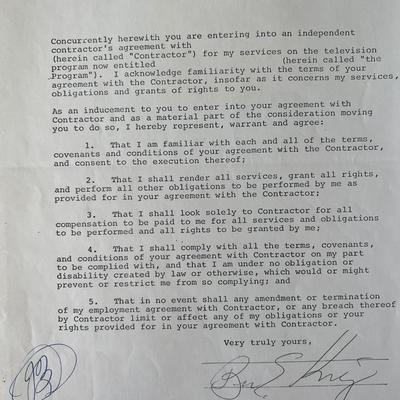 Concurrently herewith you are entering into an independent
contractor's agreement with
(herein called "Contractor") for my services on the television
program now entitled (herein called "the
Program"). I acknowledge familiarity with the terms of your
agreement with the Contractor, insofar as it concerns my services,
obligations and grants of rights to you.
As an inducement to you to enter into your agreement with
Contractor and as a material part of the consideration moving
you to do so, I hereby represent, warrant and agree:
1. That I am familiar with each and all of the terms,
covenants and conditions of your agreement with the Contractor,
and consent to the execution thereof;
2. That I shall render all services, grant all rights,
and perform all other obligations to be performed by me as
provided for in your agreement with the Contractor;
3. That I shall look solely to Contractor for all
compensation to be paid to me for all services and obligations
to be performed and all rights to be granted by me;
4. That I shall comply with all the terms, covenants,
and conditions of your agreement with Contractor on my part
to be complied with, and that I am under no obligation or
disability created by law or otherwise, which would or might
prevent or restrict me from so complying; and
5. That in no event shall any amendment or termination
of my employment agreement with Contractor, or any breach thereof
by Contractor limit or affect any of my obligations or your
rights provided for in your agreement with Contractor.
Very truly yours,